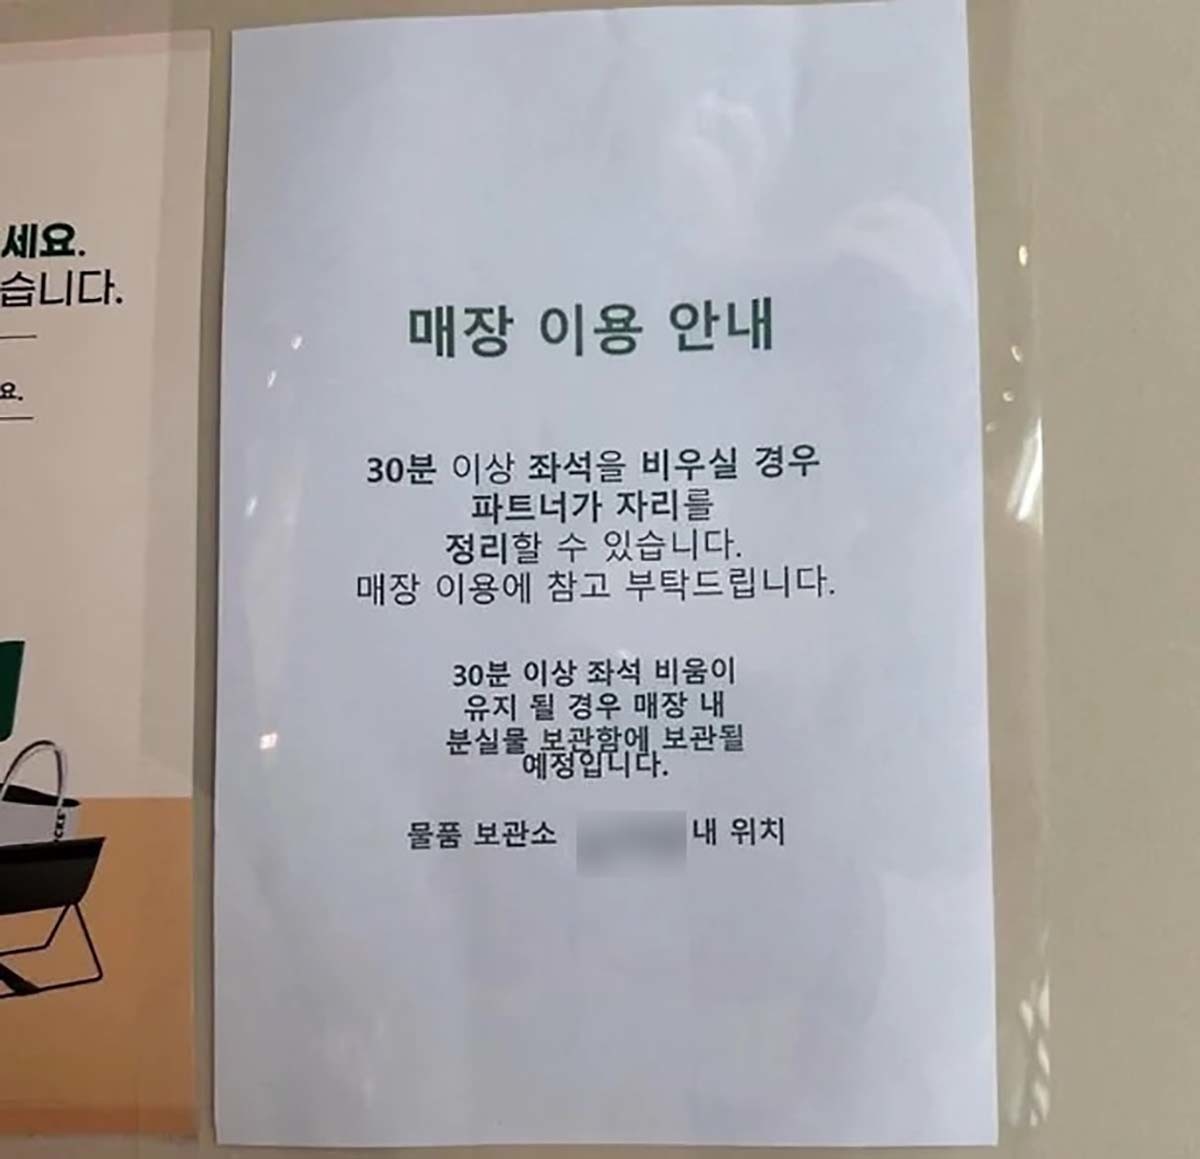 세요.
습니다.
요.
매장 이용 안내
30분 이상 좌석을 비우실 경우
파트너가 자리를
정리할 수 있습니다.
매장 이용에 참고 부탁드립니다.
30분 이상 좌석 비움이
유지 될 경우 매장 내
분실물 보관함에 보관될
예정입니다.
물품 보관소 내 위치